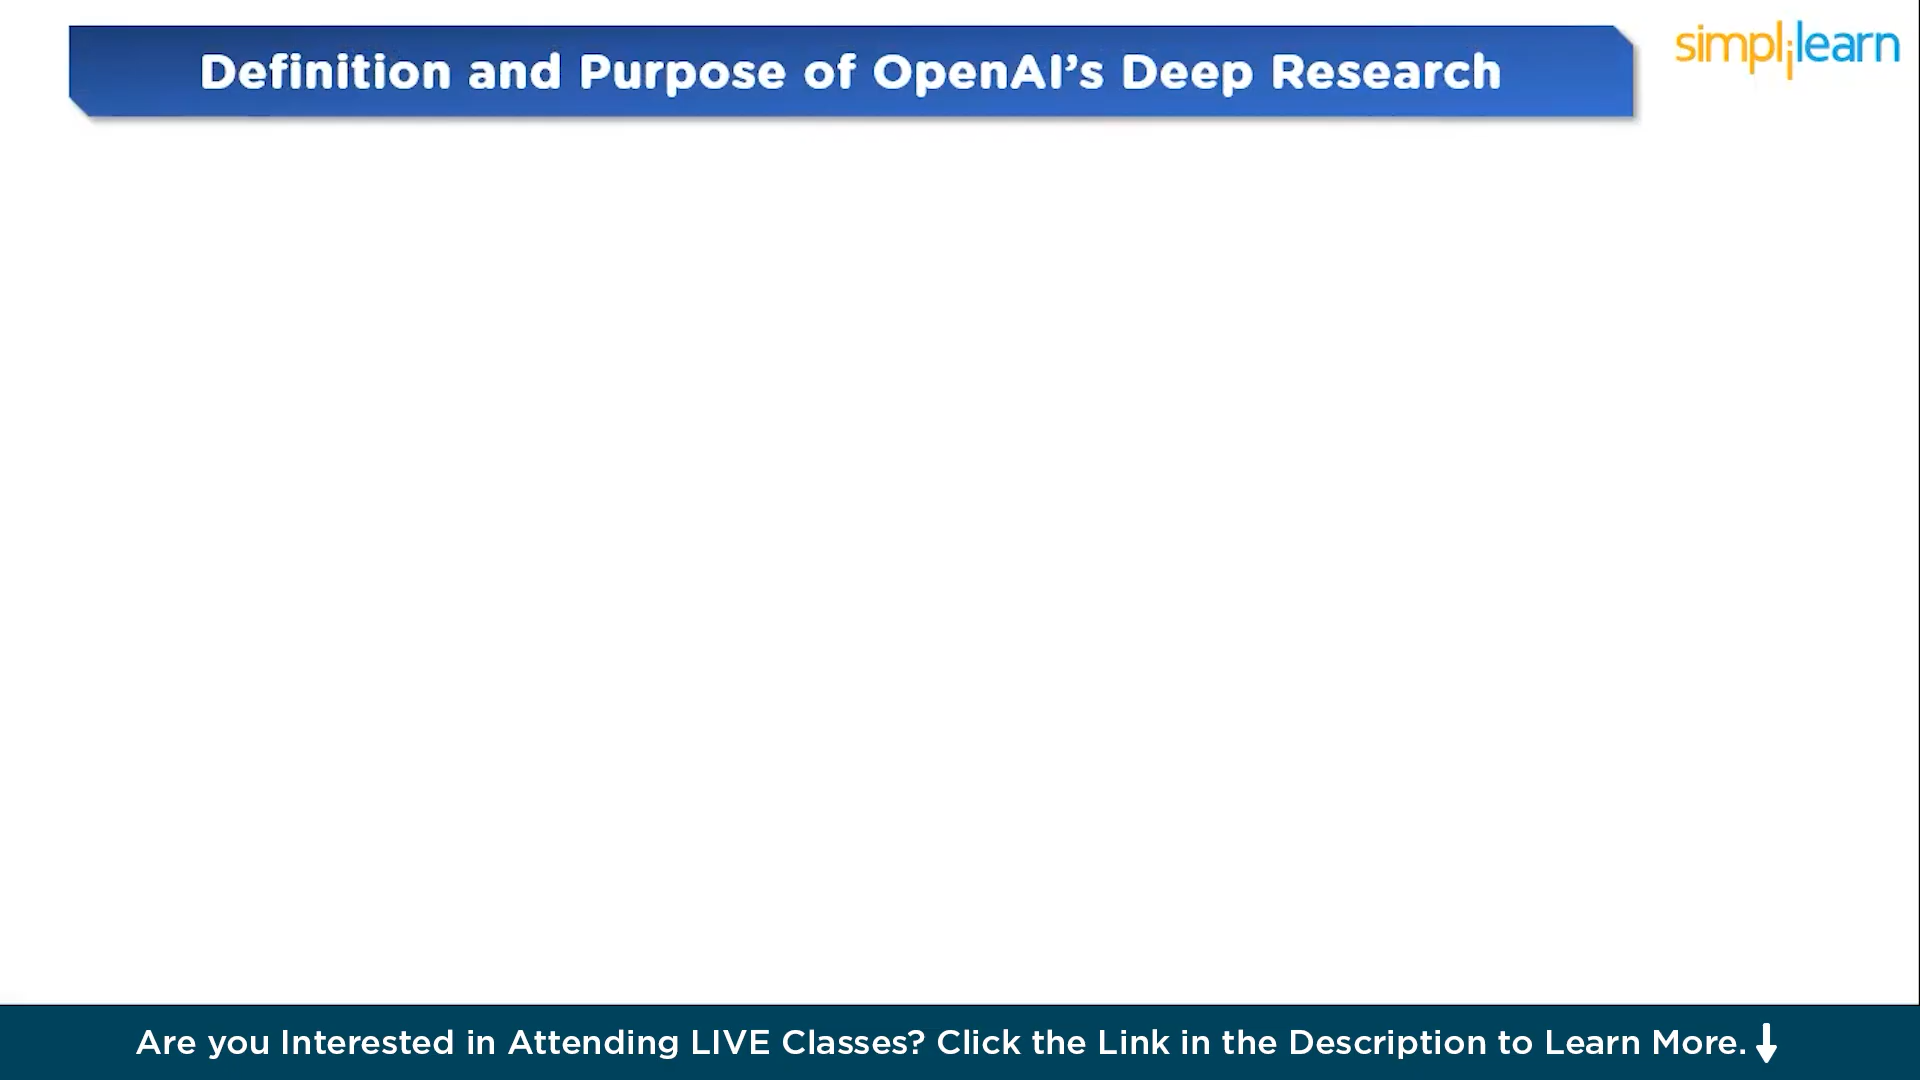 Definition and Purpose of OpenAI’s Deep Research
simplilearn
Are you Interested in Attending LIVE Classes? Click the Link in the Description to Learn More.